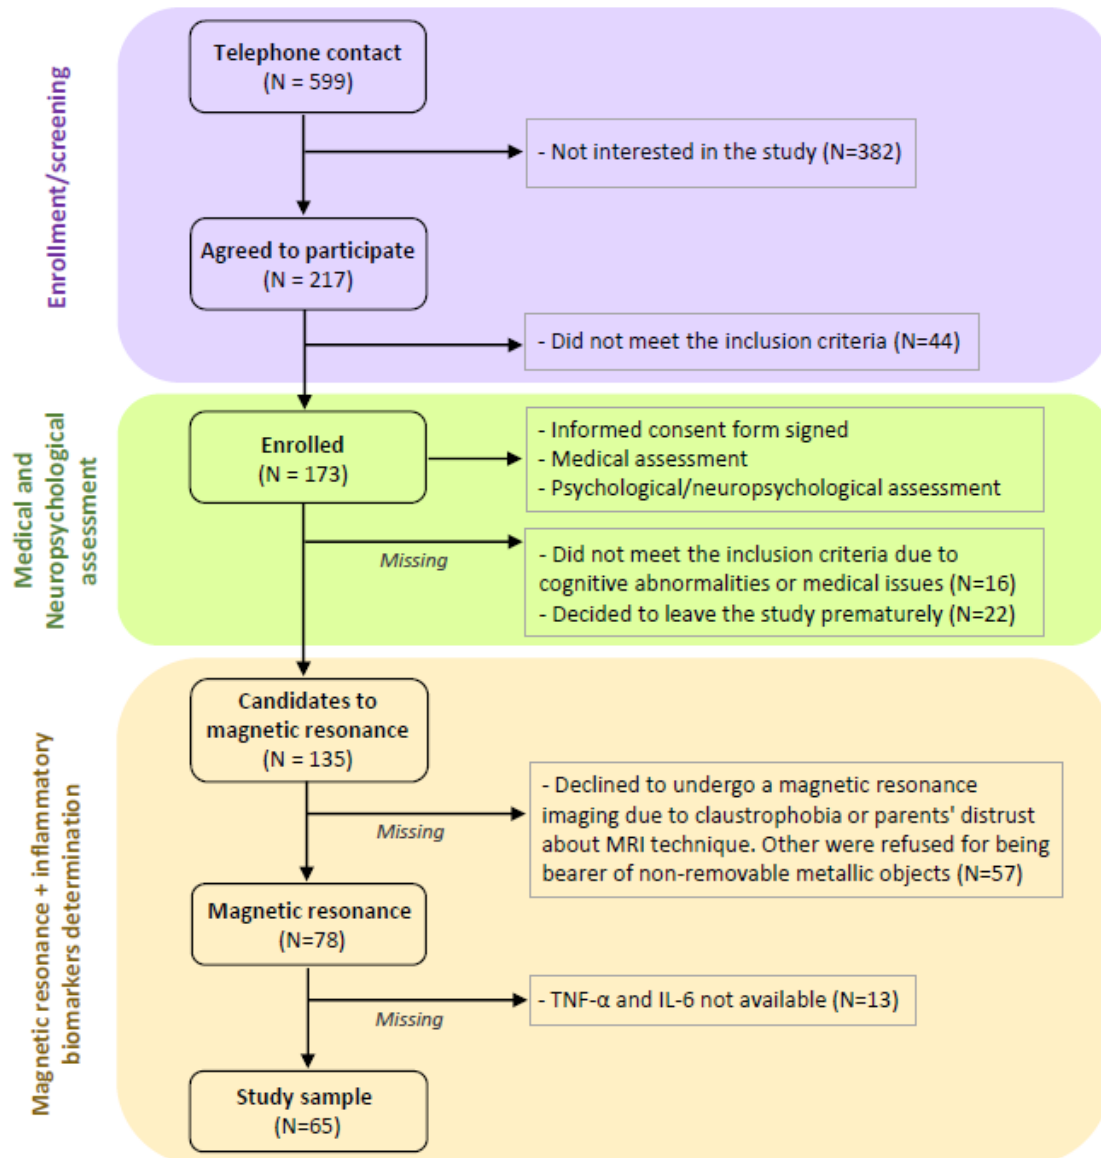 Enrollment/screening
Telephone contact
(N = 599)
- Not interested in the study (N=382)
Agreed to participate
(N = 217)
- Did not meet the inclusion criteria (N=44)
Medical and
Neuropsychological
assessment
Enrolled
(N = 173)
- Informed consent form signed
- Medical assessment
- Psychological/neuropsychological assessment
Missing
- Did not meet the inclusion criteria due to
cognitive abnormalities or medical issues (N=16)
- Decided to leave the study prematurely (N=22)
Magnetic resonance + inflammatory
biomarkers determination
Candidates to
magnetic resonance
(N = 135)
Missing
- Declined to undergo a magnetic resonance
imaging due to claustrophobia or parents' distrust
about MRI technique. Other were refused for being
bearer of non-removable metallic objects (N=57)
Magnetic resonance
(N=78)
Missing
- TNF-α and IL-6 not available (N=13)
Study sample
(N=65)